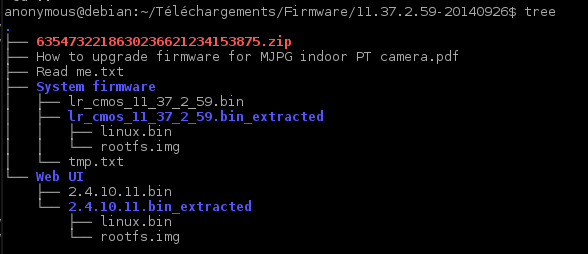 anonymous@debian:~/Téléchargements/Firmware/11.37.2.59-20140926$ tree
.
├── 6354732218630236621234153875.zip
├── How to upgrade firmware for MJPG indoor PT camera.pdf
├── Read me.txt
├── System firmware
│   ├── lr_cmos_11_37_2_59.bin
│   ├── lr_cmos_11_37_2_59.bin_extracted
│   │   ├── linux.bin
│   │   └── rootfs.img
│   └── tmp.txt
└── Web UI
    ├── 2.4.10.11.bin
    └── 2.4.10.11.bin_extracted
        ├── linux.bin
        └── rootfs.img